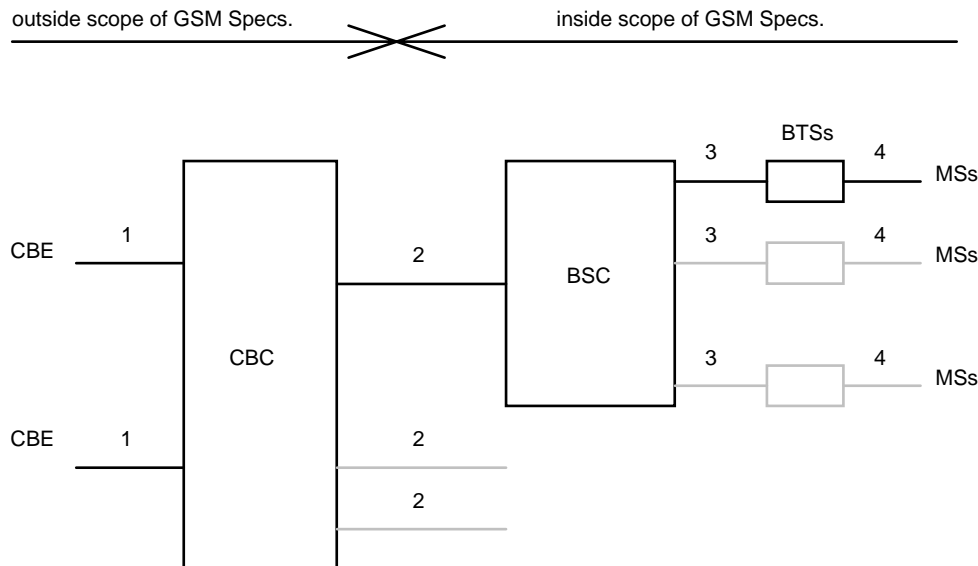 outside scope of GSM Specs.
inside scope of GSM Specs.
BTSs
3
4
MSs
CBE
1
2
BSC
3
4
MSs
CBC
3
4
MSs
CBE
1
2
2